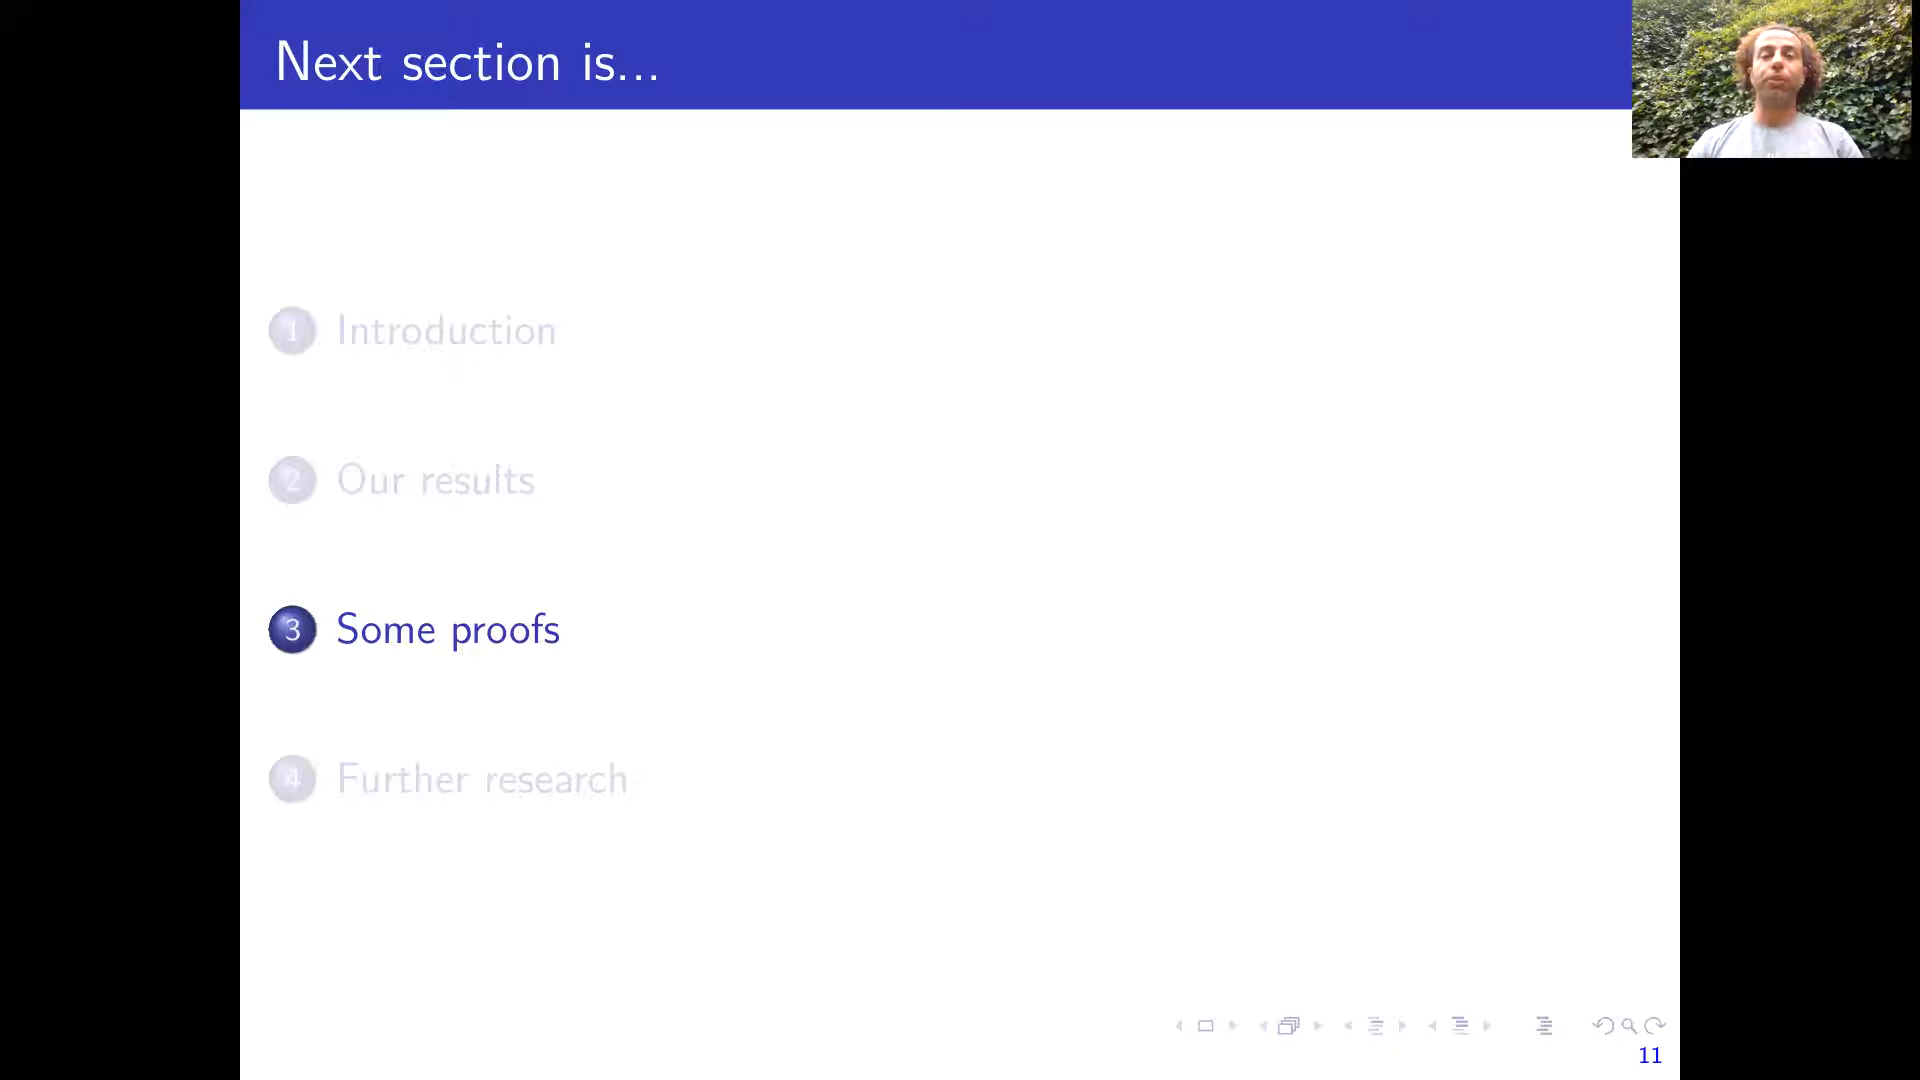 Next section is...
1 Introduction
2 Our results
3 Some proofs
4 Further research
11